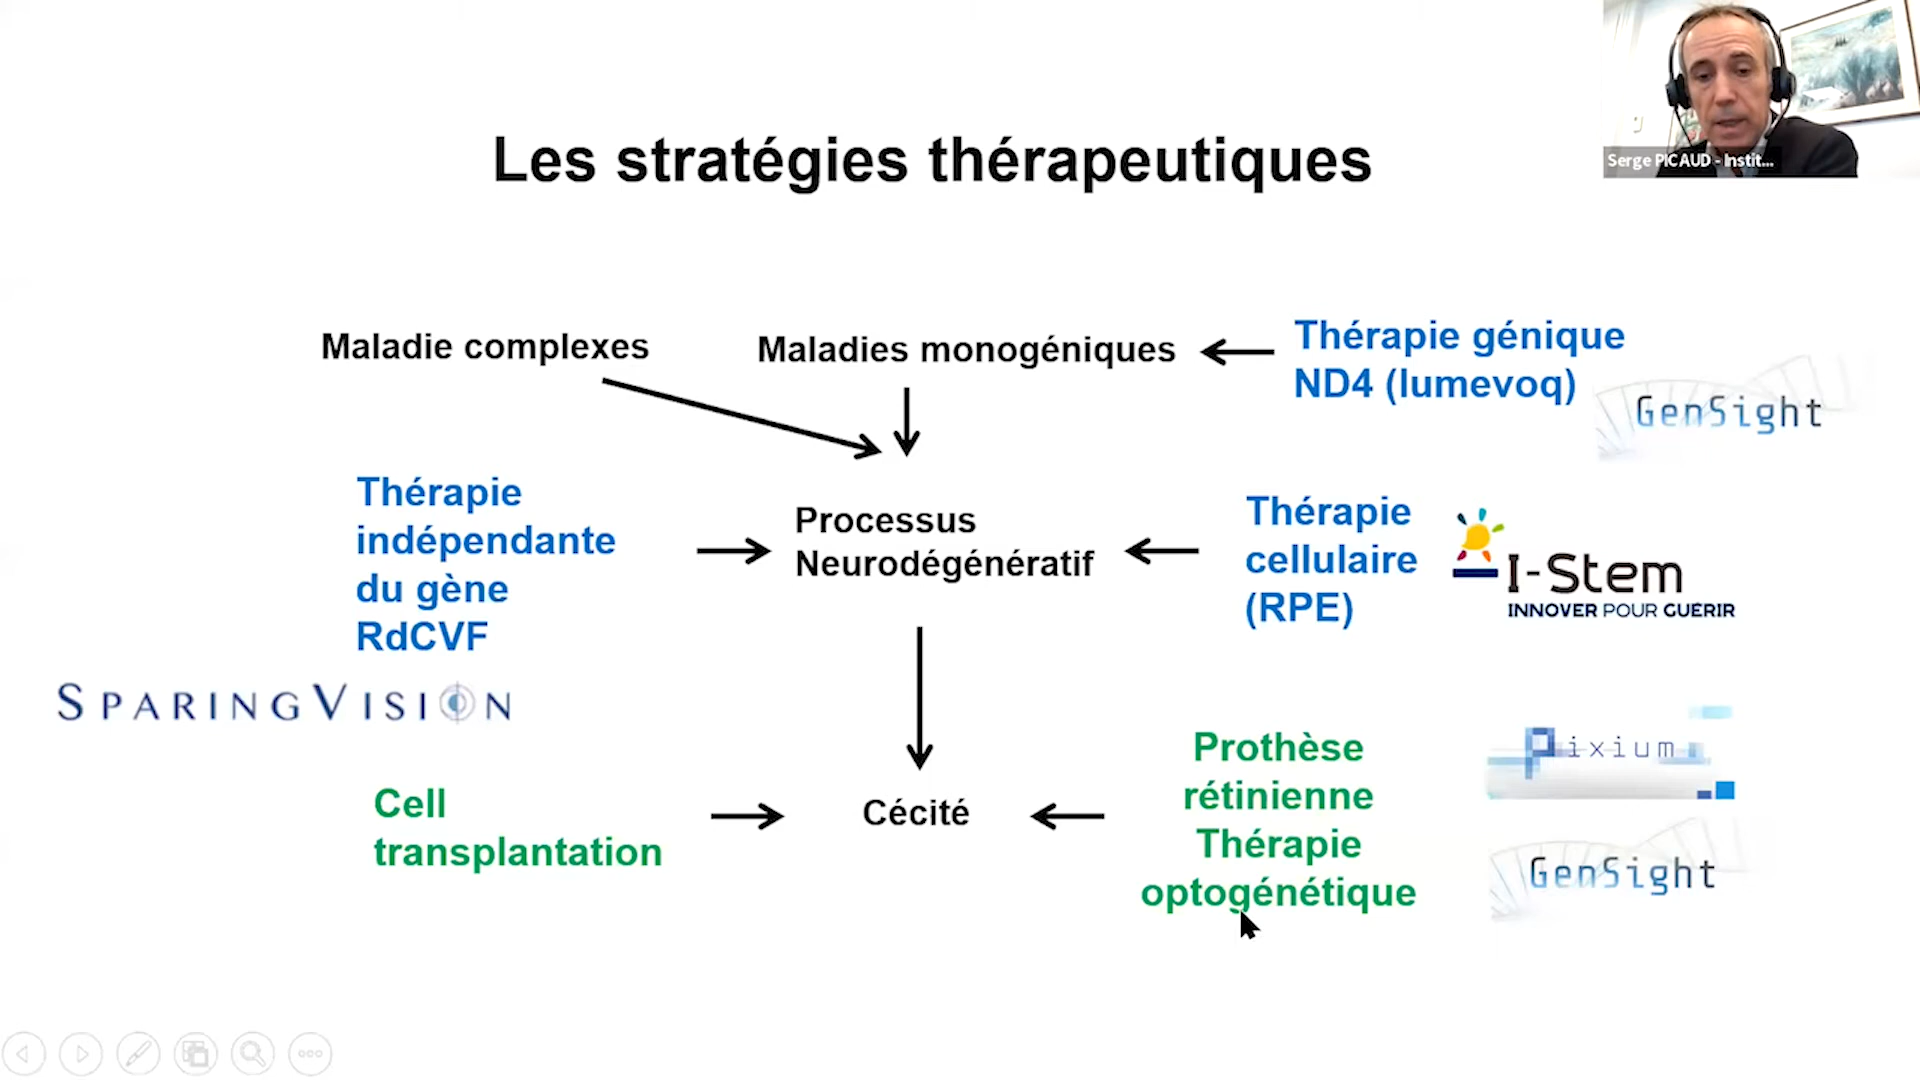 Serge PICAUD - Instit...
Les stratégies thérapeutiques
Maladie complexes
Maladies monogéniques
Thérapie génique
ND4 (lumevoq)
GenSight
Thérapie
indépendante
du gène
RdCVF
Processus
Neurodégénératif
Thérapie
cellulaire
(RPE)
I-Stem
INNOVER POUR GUÉRIR
SPARINGVISION
Cell
transplantation
Cécité
Prothèse
rétinienne
Thérapie
optogénétique
Pixium
GenSight